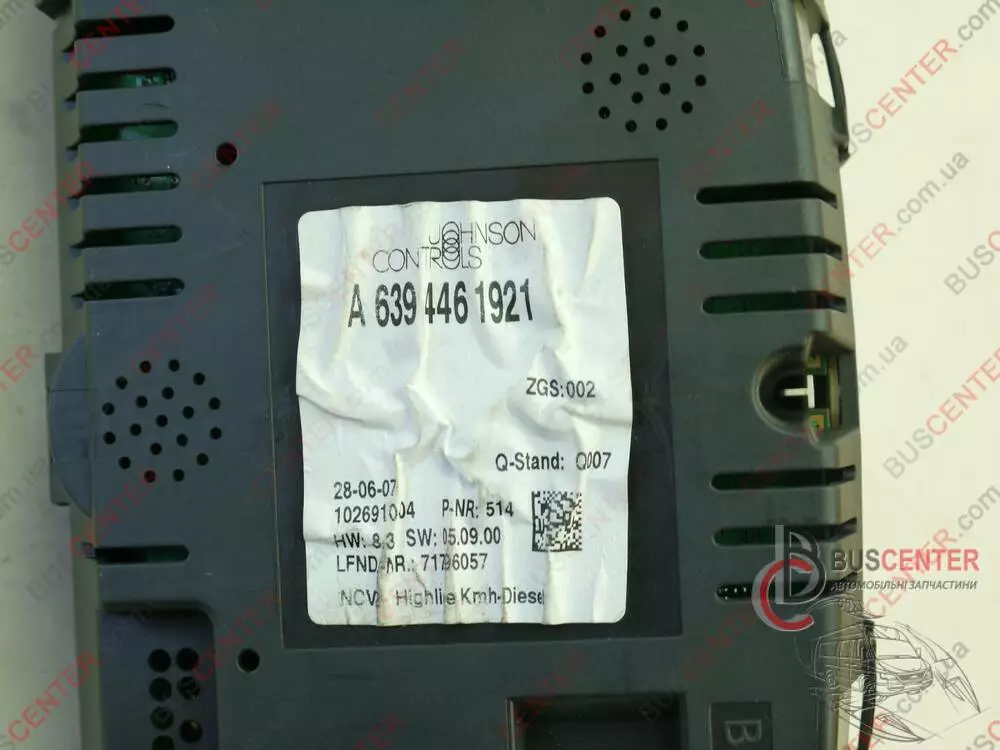 JOHNSON
CONTROLS
A 639 446 1921
ZGS:002
Q-Stand: Q007
28-06-07
102691004 P-NR: 514
HW: 8.3 SW: 05.09.00
LFND.-NR.: 71796057
NCV2 Highline Kmh-Diesel
B
BUSCENTER
АВТОМОБІЛЬНІ ЗАПЧАСТИНИ
BUSCENTER.com.ua